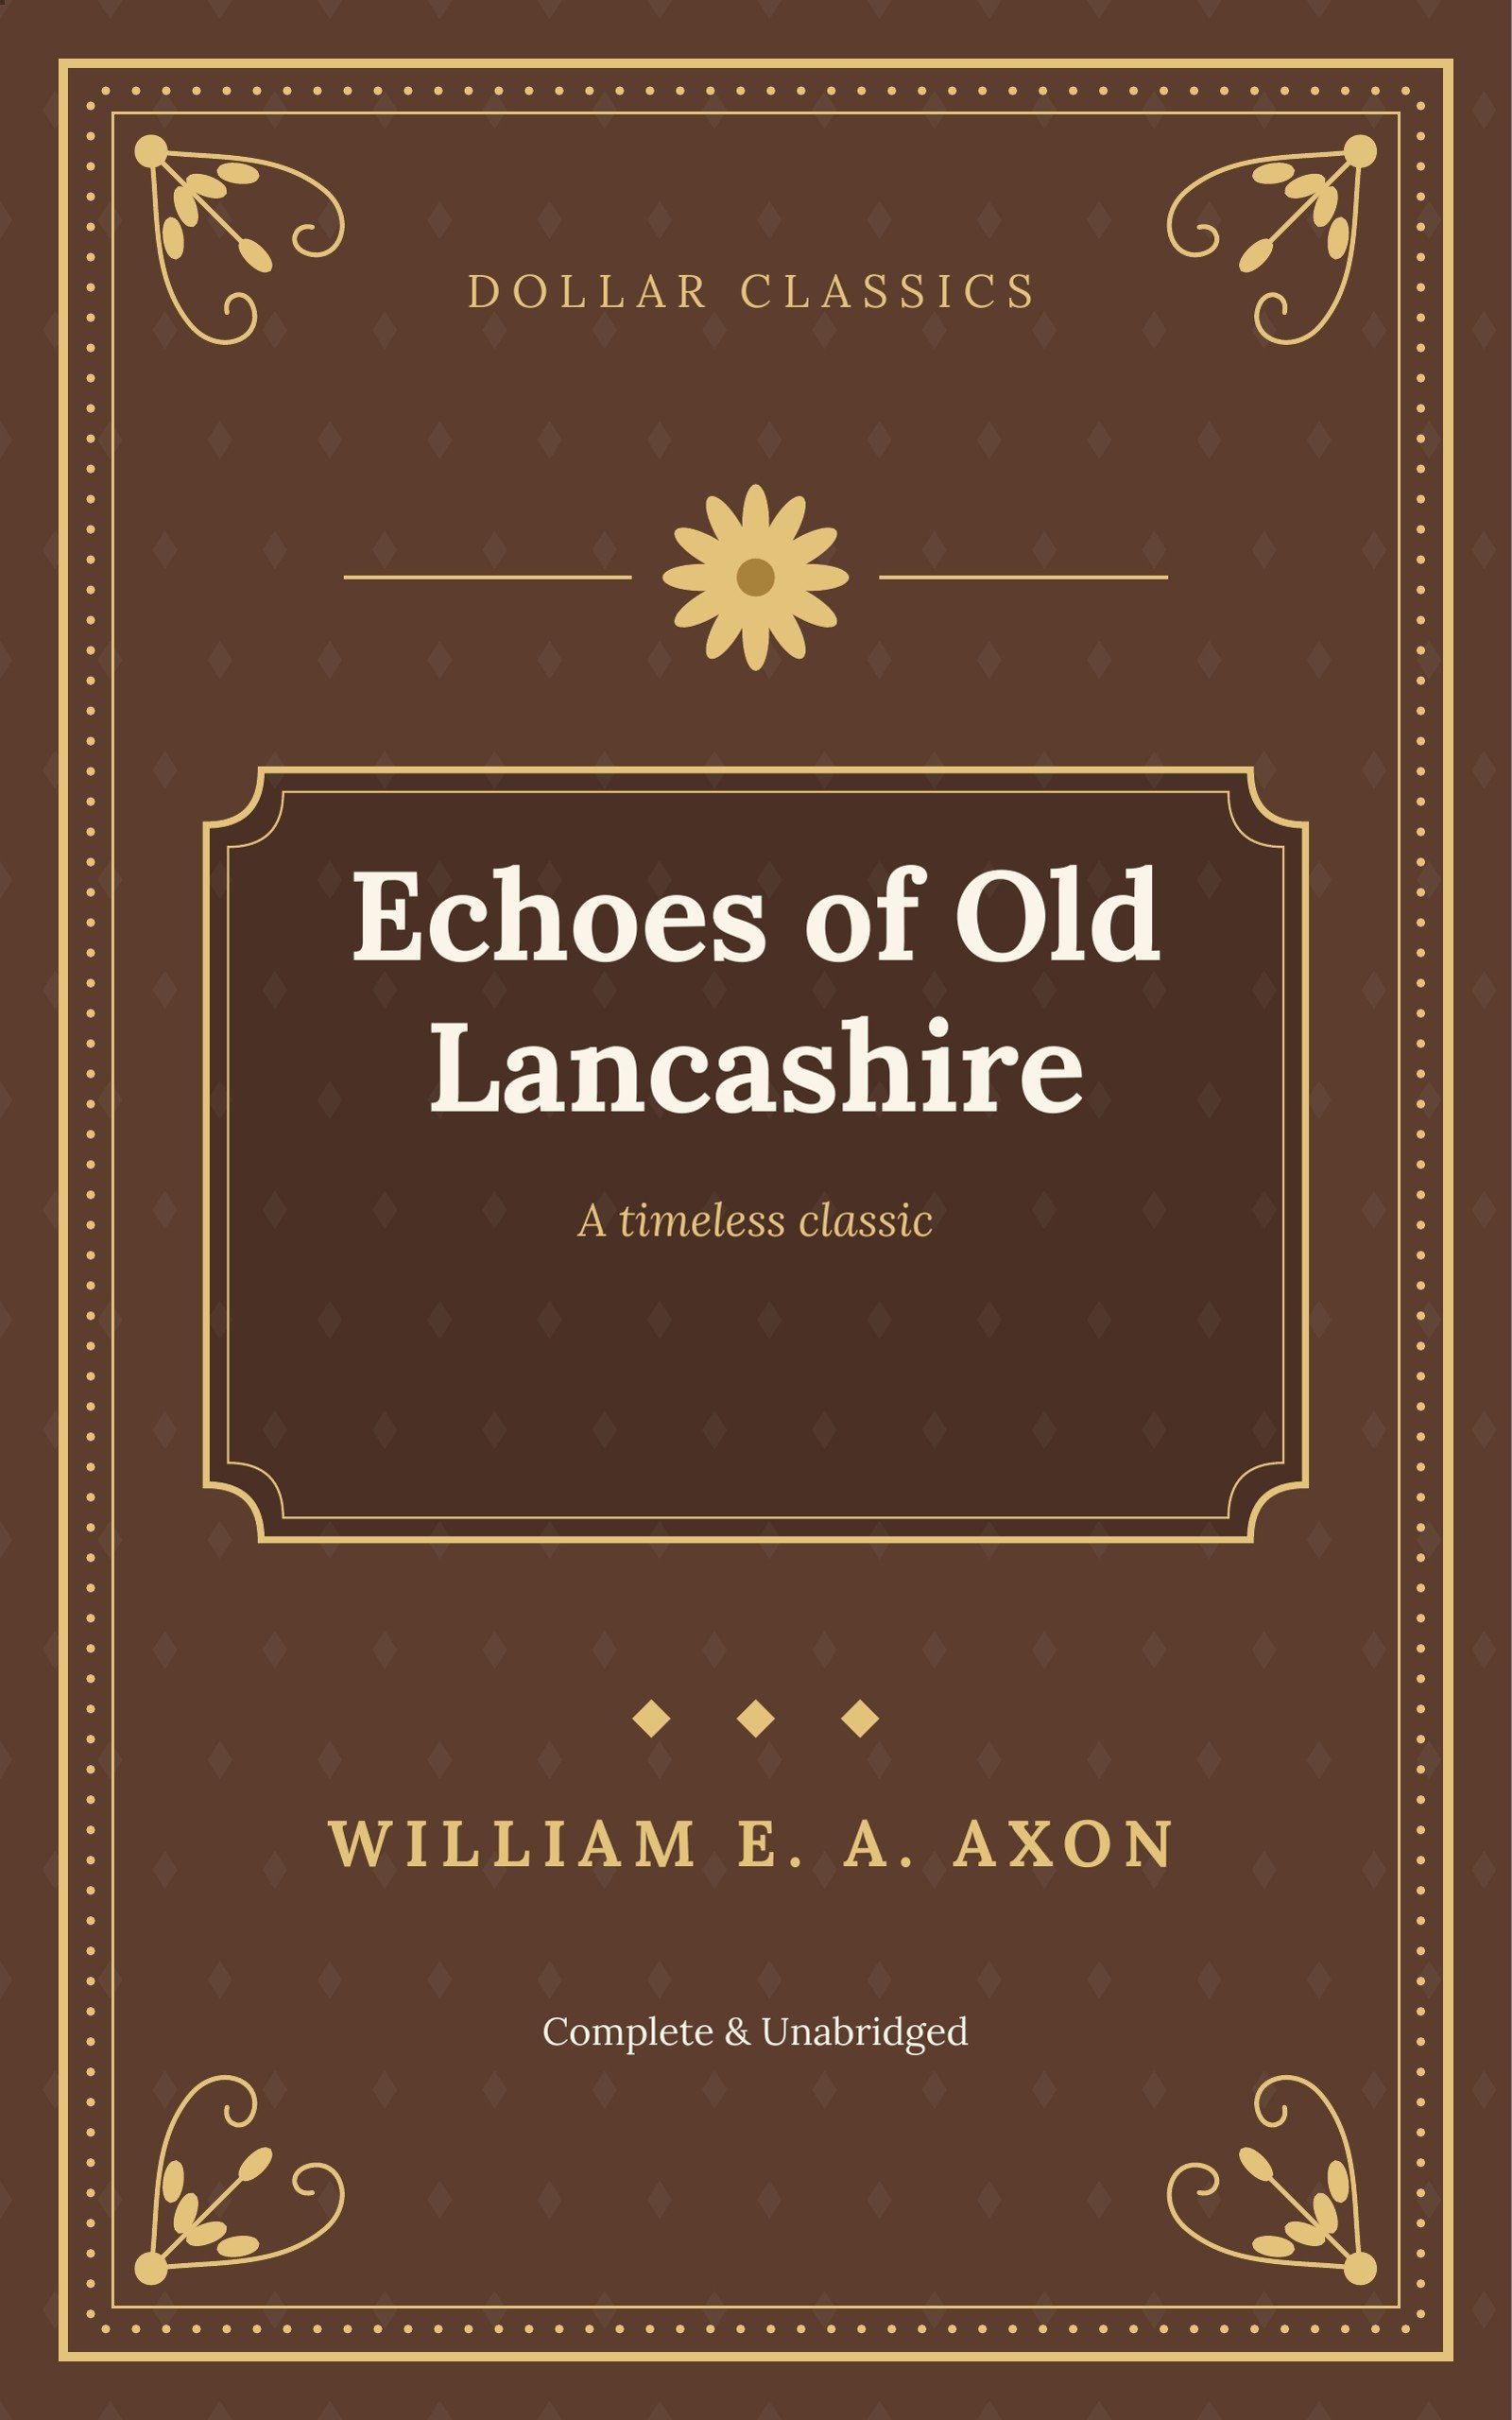 DOLLAR CLASSICS
Echoes of Old
Lancashire
A timeless classic
WILLIAM E. A. AXON
Complete & Unabridged